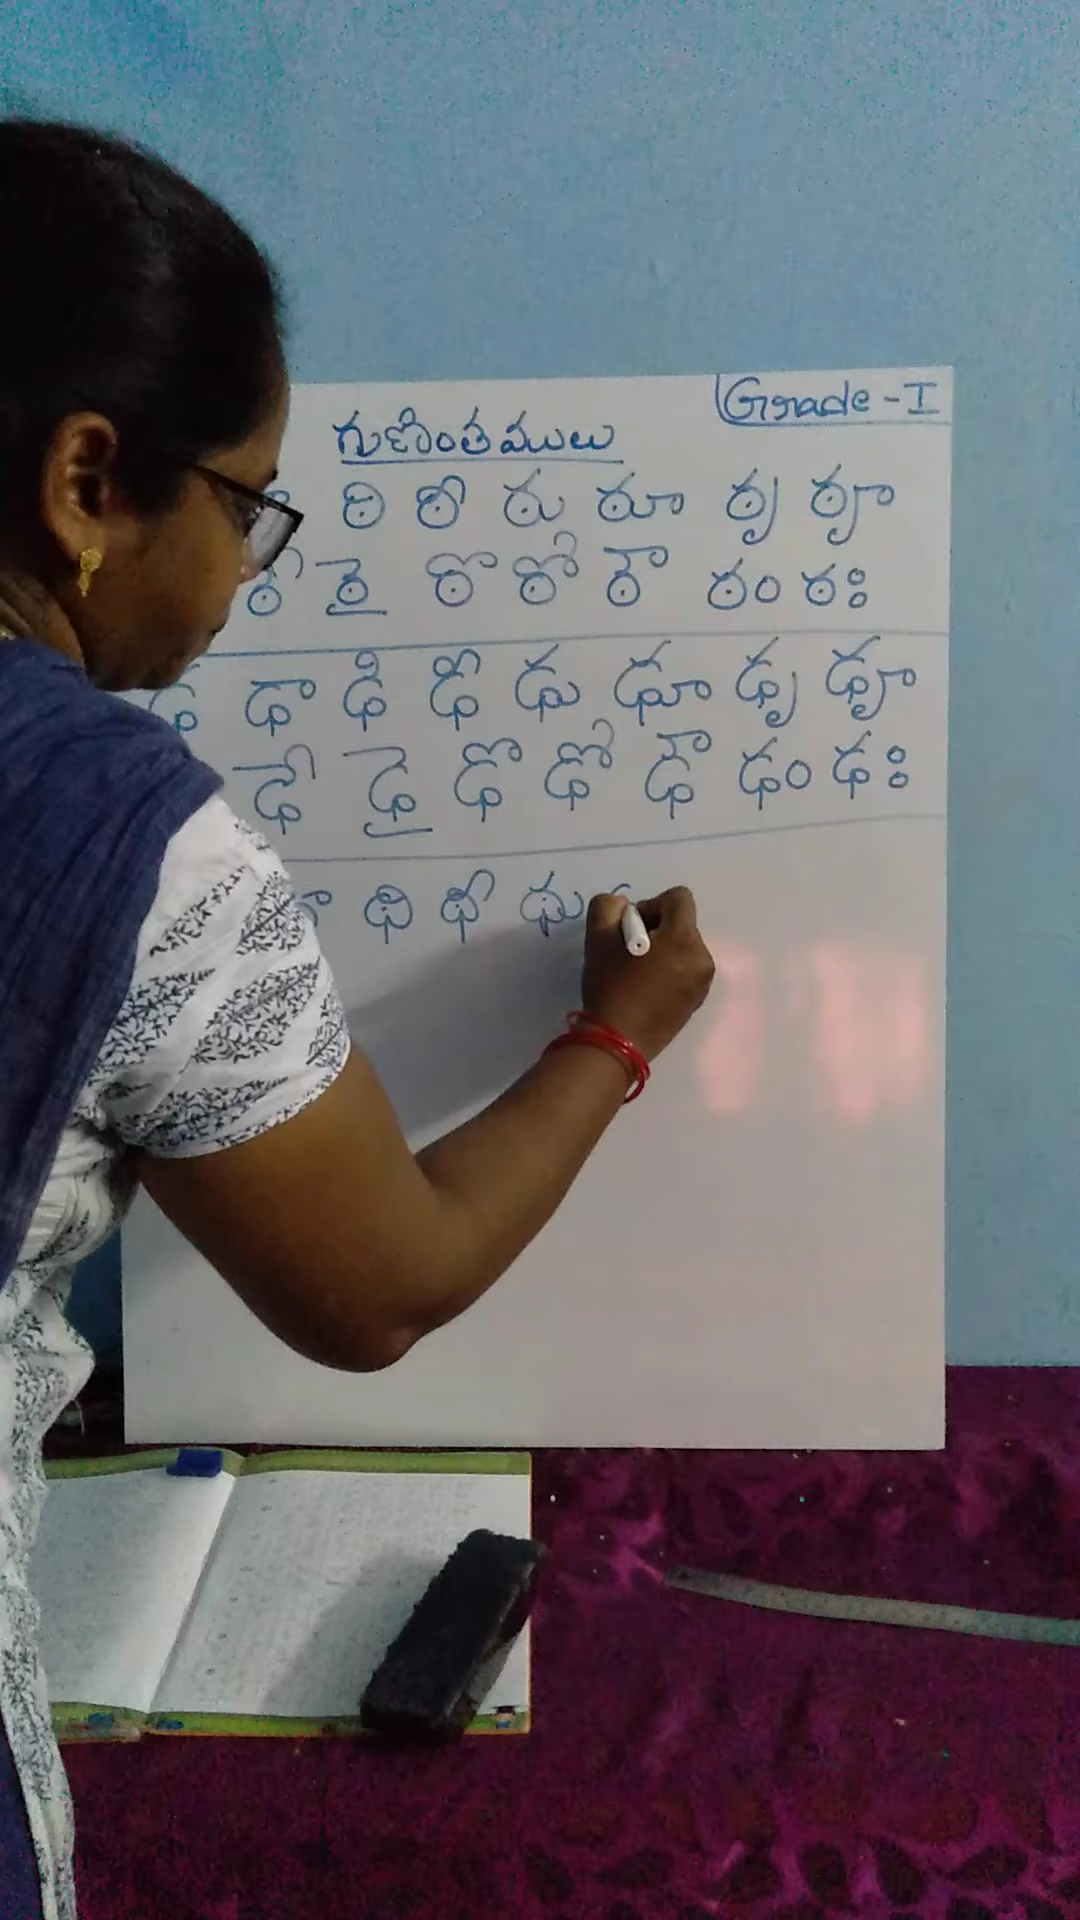 Grade - I
గుణింతములు
ఠి ఠీ ఠు ఠూ ఠృ ఠౄ
ఠే ఠై ఠొ ఠో ఠౌ ఠం ఠః
ఢ ఢా ఢి ఢీ ఢు ఢూ ఢృ ఢౄ
ఢే ఢై ఢొ ఢో ఢౌ ఢం ఢః
థి థీ థు